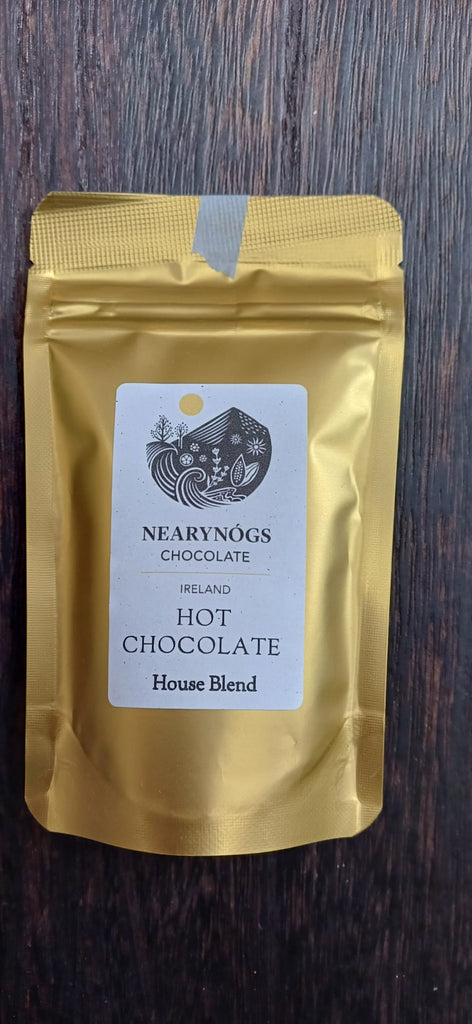 NEARYNÓGS
CHOCOLATE
IRELAND
HOT
CHOCOLATE
House Blend